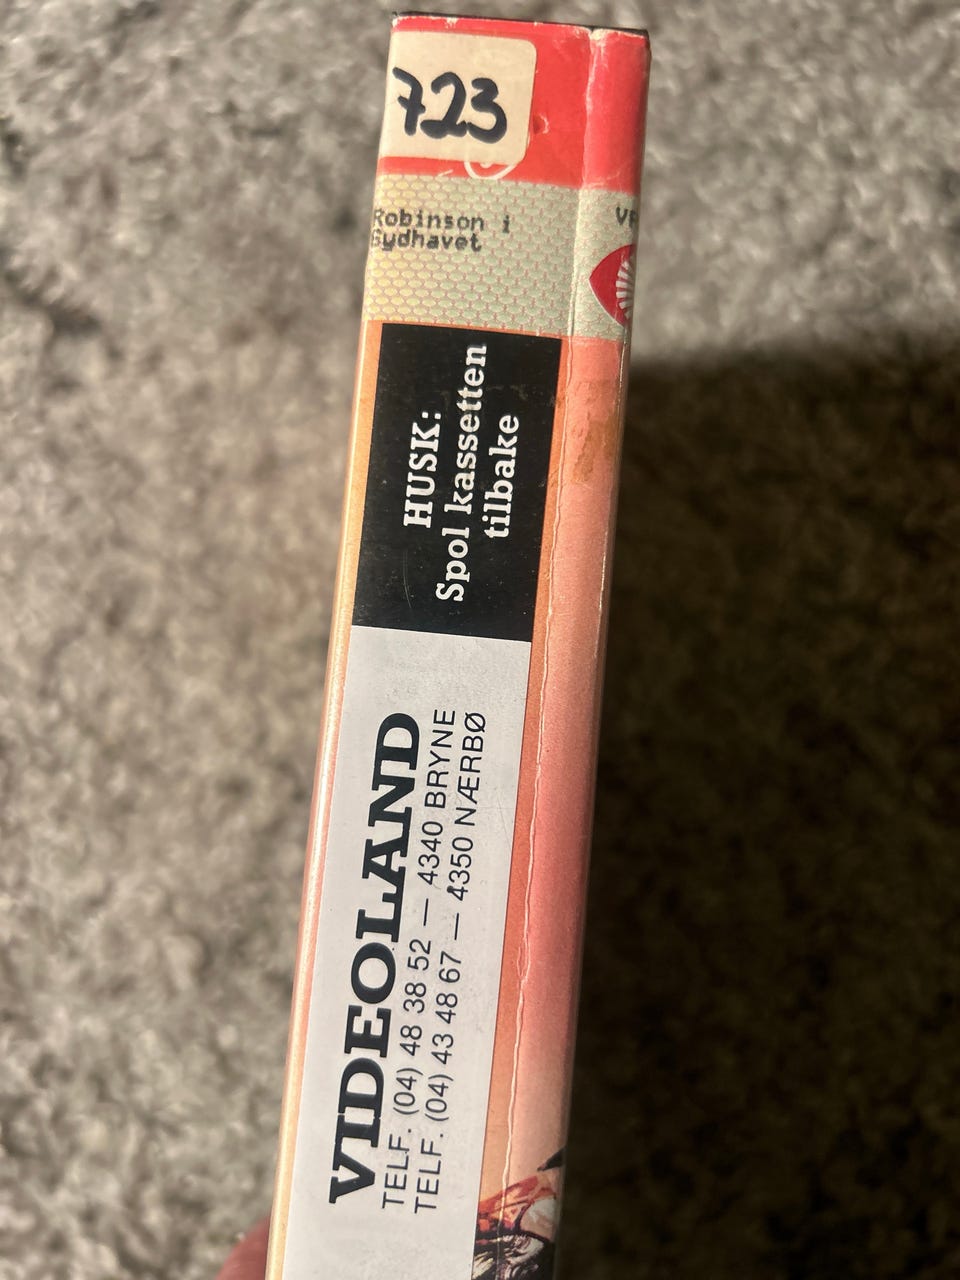 723
Robinson i
Sydhavet
HUSK:
Spol kassetten
tilbake
VIDEOLAND
TELF. (04) 48 38 52 — 4340 BRYNE
TELF. (04) 43 48 67 — 4350 NÆRBØ